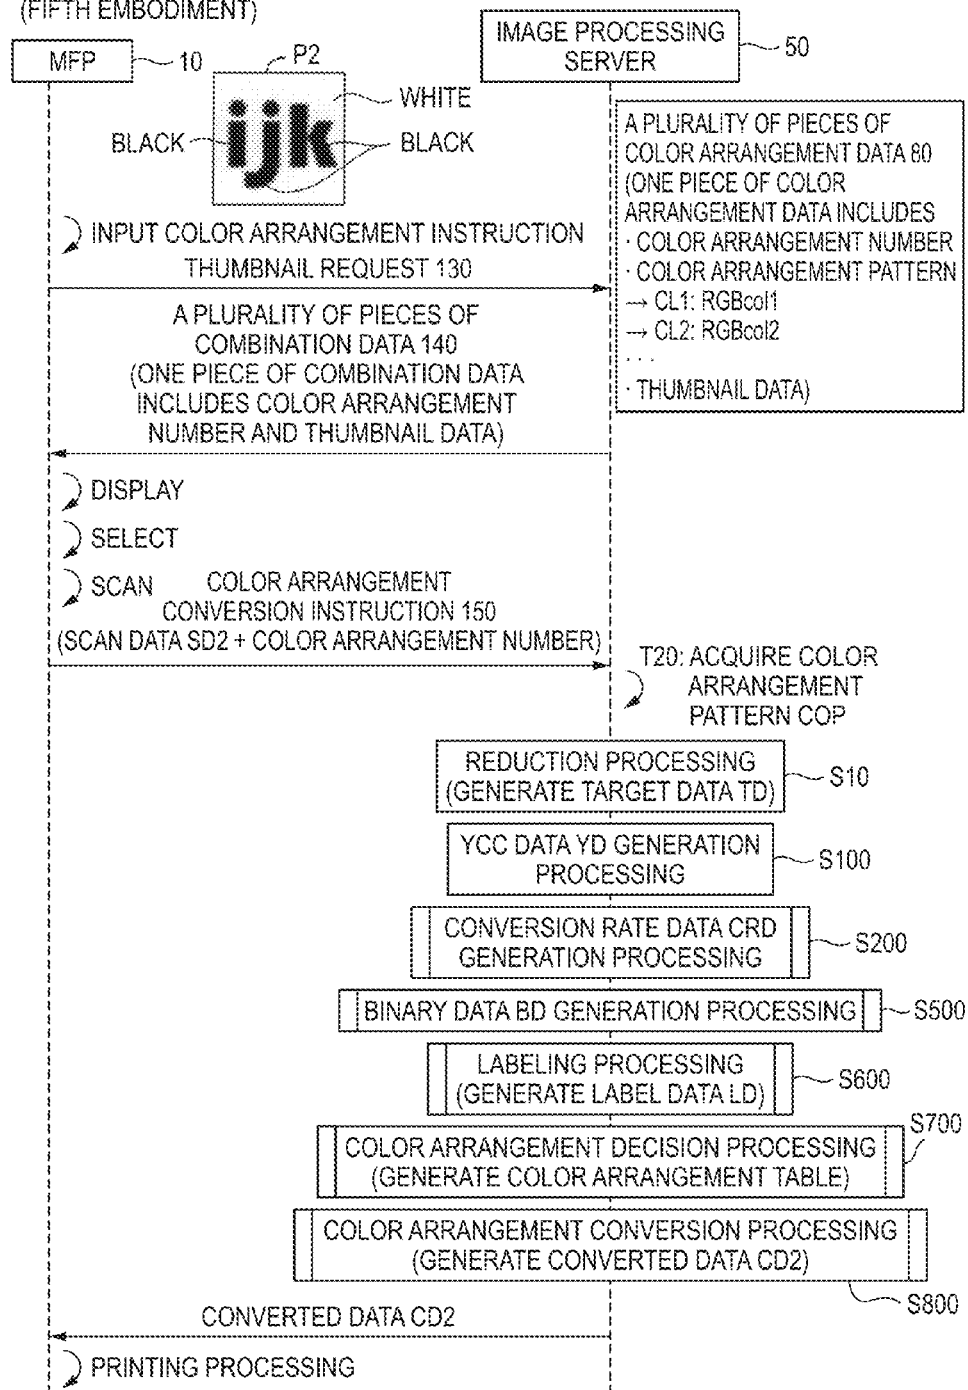 (FIFTH EMBODIMENT)
MFP
10
P2
IMAGE PROCESSING
SERVER
50
WHITE
BLACK
ijk
BLACK
A PLURALITY OF PIECES OF
COLOR ARRANGEMENT DATA 80
(ONE PIECE OF COLOR
ARRANGEMENT DATA INCLUDES
· COLOR ARRANGEMENT NUMBER
· COLOR ARRANGEMENT PATTERN
→ CL1: RGBcol1
→ CL2: RGBcol2
...
· THUMBNAIL DATA)
INPUT COLOR ARRANGEMENT INSTRUCTION
THUMBNAIL REQUEST 130
A PLURALITY OF PIECES OF
COMBINATION DATA 140
(ONE PIECE OF COMBINATION DATA
INCLUDES COLOR ARRANGEMENT
NUMBER AND THUMBNAIL DATA)
DISPLAY
SELECT
SCAN
COLOR ARRANGEMENT
CONVERSION INSTRUCTION 150
(SCAN DATA SD2 + COLOR ARRANGEMENT NUMBER)
T20: ACQUIRE COLOR
ARRANGEMENT
PATTERN COP
REDUCTION PROCESSING
(GENERATE TARGET DATA TD)
S10
YCC DATA YD GENERATION
PROCESSING
S100
CONVERSION RATE DATA CRD
GENERATION PROCESSING
S200
BINARY DATA BD GENERATION PROCESSING
S500
LABELING PROCESSING
(GENERATE LABEL DATA LD)
S600
S700
COLOR ARRANGEMENT DECISION PROCESSING
(GENERATE COLOR ARRANGEMENT TABLE)
COLOR ARRANGEMENT CONVERSION PROCESSING
(GENERATE CONVERTED DATA CD2)
S800
CONVERTED DATA CD2
PRINTING PROCESSING